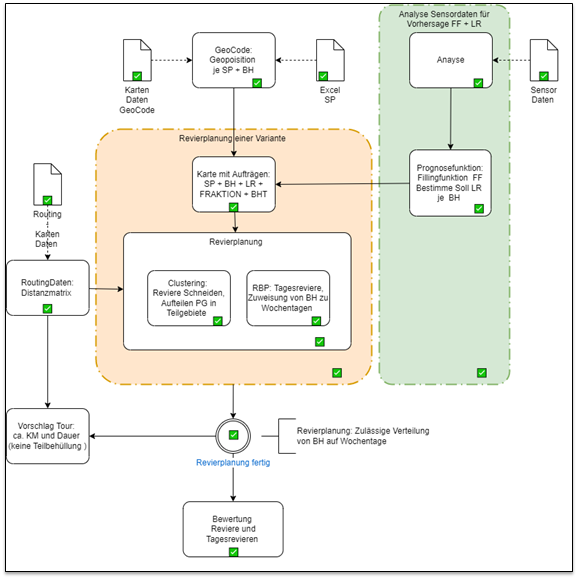 Analyse Sensordaten für
Vorhersage FF + LR
GeoCode:
Geopoisition
je SP + BH
Anayse
Karten
Daten
GeoCode
Excel
SP
Sensor
Daten
Revierplanung einer Variante
Karte mit Aufträgen:
SP + BH + LR +
FRAKTION + BHT
Prognosefunktion:
Fillingfunktion FF
Bestimme Soll LR
je BH
Routing
Karten
Daten
Revierplanung
RoutingDaten:
Distanzmatrix
Clustering:
Reviere Schneiden,
Aufteilen PG in
Teilgebiete
RBP: Tagesreviere,
Zuweisung von BH zu
Wochentagen
Vorschlag Tour:
ca. KM und Dauer
(keine Teilbehüllung )
Revierplanung: Zulässige Verteilung
von BH auf Wochentage
Revierplanung fertig
Bewertung
Reviere und
Tagesrevieren